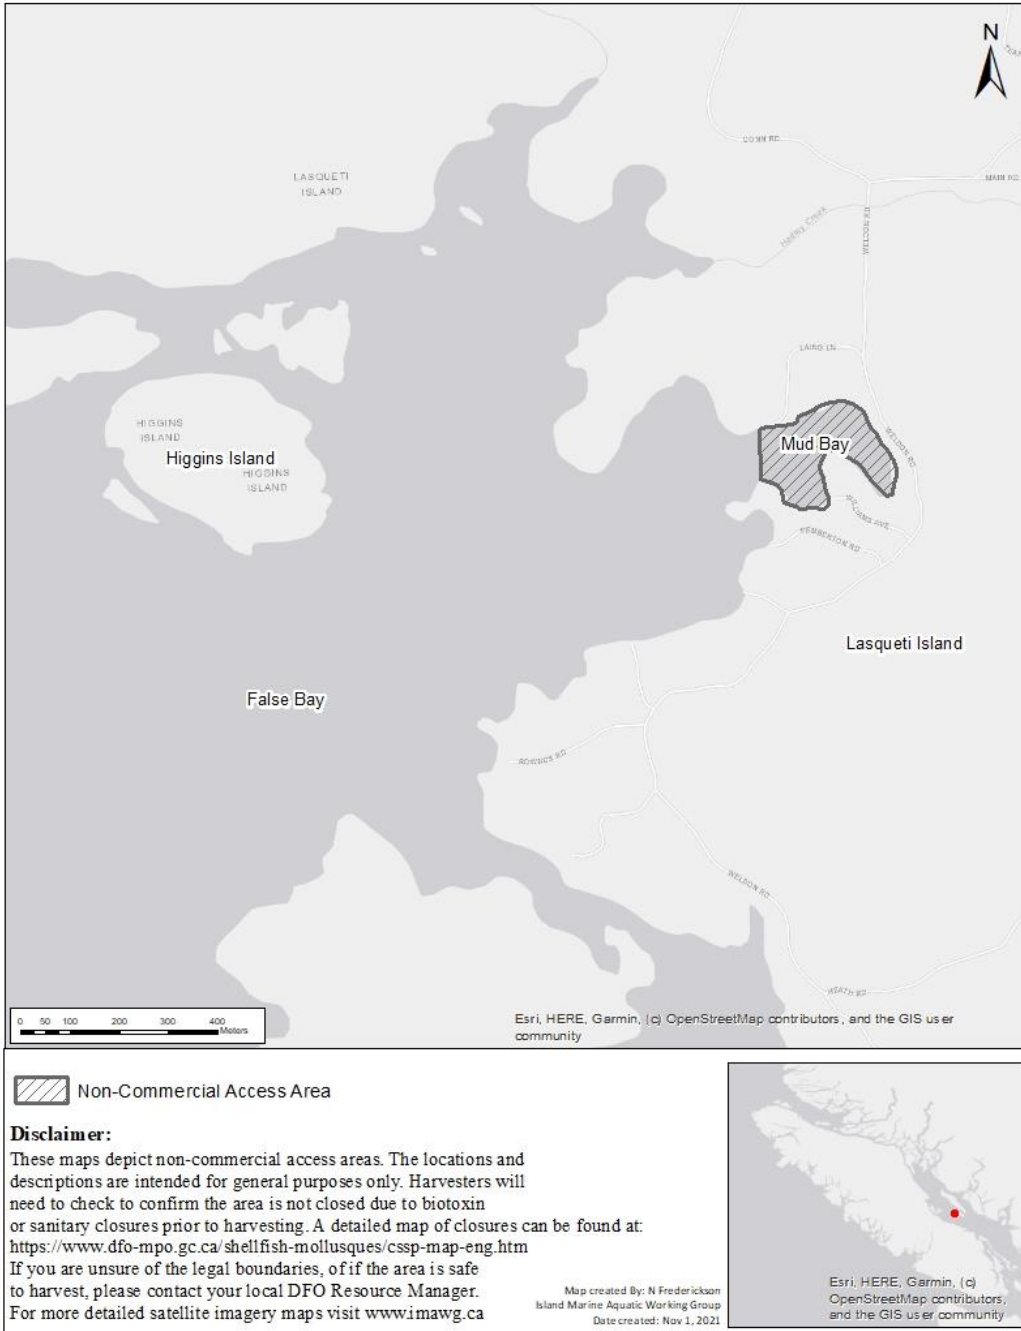 N
CONN RD
MAIN RD
LASQUETI
ISLAND
Hadley Creek
WELDON RD
LAIRD LN
HIGGINS
ISLAND
Higgins Island
HIGGINS
ISLAND
Mud Bay
WELDON RD
WILLIAMS AVE
PEMBERTON RD
Lasqueti Island
False Bay
WELDON RD
HEATH RD
0 50 100 200 300 400
Meters
Esri, HERE, Garmin, (c) OpenStreetMap contributors, and the GIS user
community
Non-Commercial Access Area
Disclaimer:
These maps depict non-commercial access areas. The locations and
descriptions are intended for general purposes only. Harvesters will
need to check to confirm the area is not closed due to biotoxin
or sanitary closures prior to harvesting. A detailed map of closures can be found at:
https://www.dfo-mpo.gc.ca/shellfish-mollusques/cssp-map-eng.htm
If you are unsure of the legal boundaries, of if the area is safe
to harvest, please contact your local DFO Resource Manager.
For more detailed satellite imagery maps visit www.imawg.ca
Map created By: N Frederickson
Island Marine Aquatic Working Group
Date created: Nov 1, 2021
Esri, HERE, Garmin, (c)
OpenStreetMap contributors,
and the GIS user community